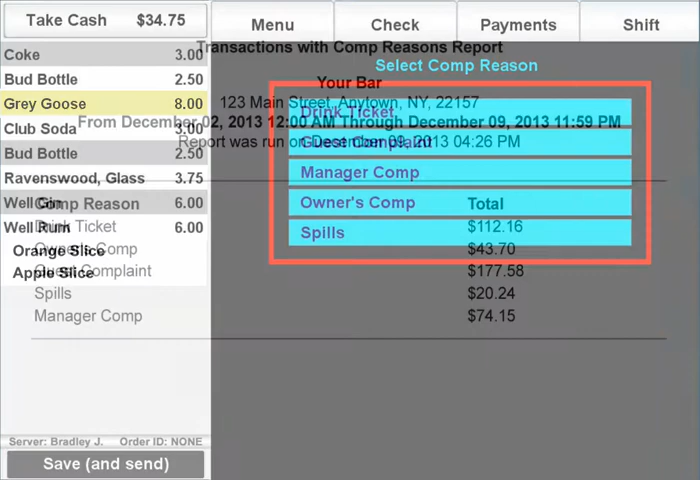 Take Cash $34.75
Menu
Check
Payments
Shift
Coke 3.00
Bud Bottle 2.50
Grey Goose 8.00
Club Soda 3.00
Bud Bottle 2.50
Ravenswood, Glass 3.75
Well Gin 6.00
Well Rum 6.00
Orange Slice
Apple Slice
Server: Bradley J. Order ID: NONE
Save (and send)
Select Comp Reason
Drink Ticket
Guest Complaint
Manager Comp
Owner's Comp
Spills
Transactions with Comp Reasons Report
Your Bar
123 Main Street, Anytown, NY, 22157
From December 02, 2013 12:00 AM Through December 09, 2013 11:59 PM
Report was run on December 09, 2013 04:26 PM
Comp Reason Total
Drink Ticket $112.16
Owner's Comp $43.70
Guest Complaint $177.58
Spills $20.24
Manager Comp $74.15